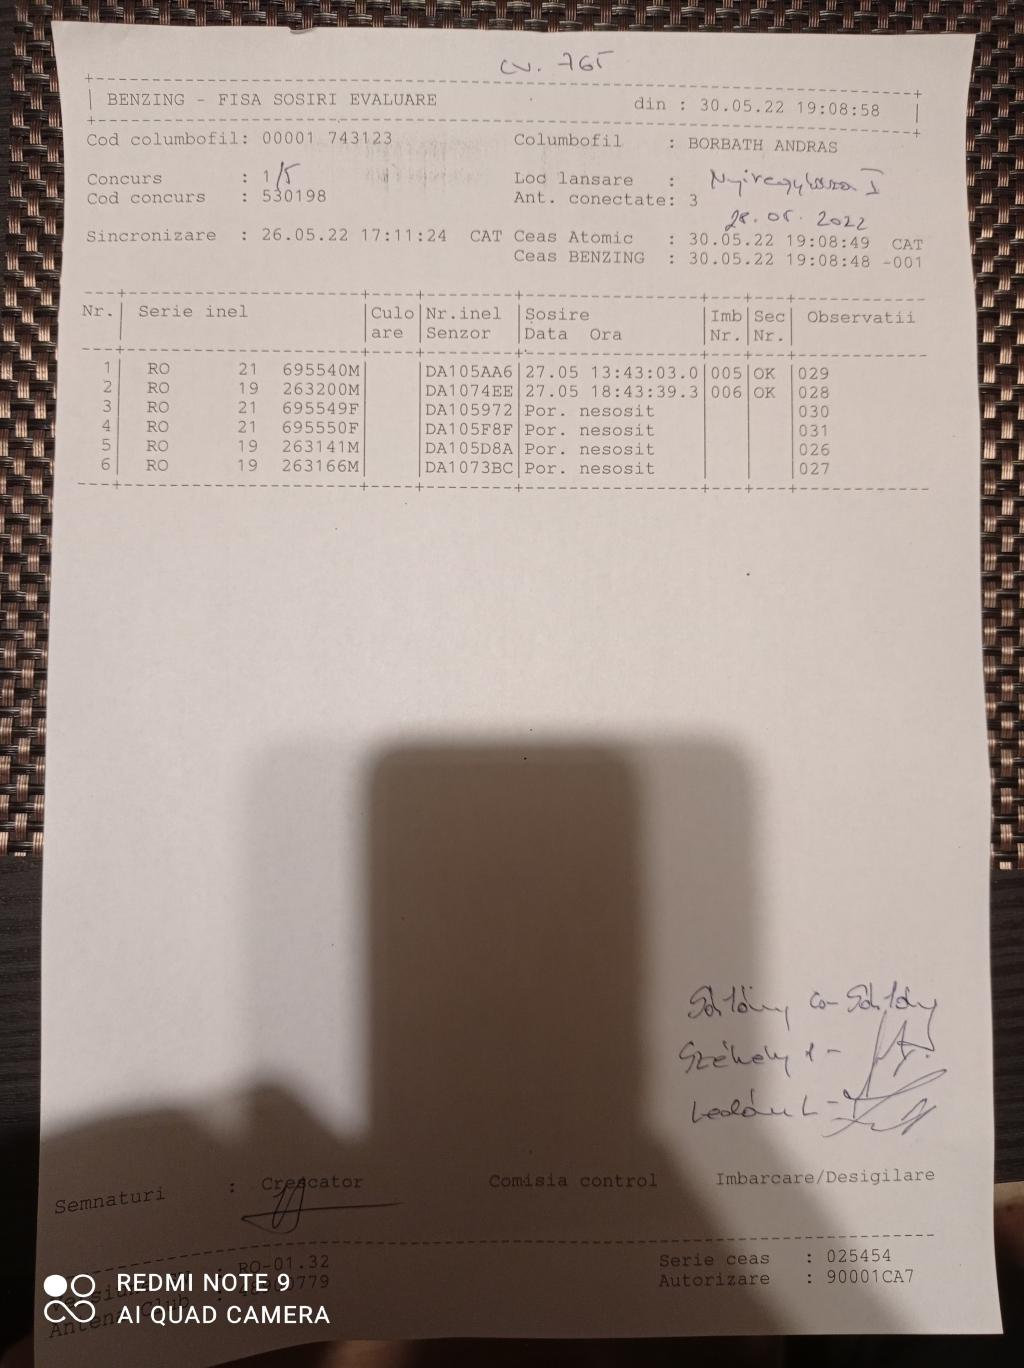 cv. 765
BENZING - FISA SOSIRI EVALUARE din : 30.05.22 19:08:58
Cod columbofil: 00001 743123 Columbofil : BORBATH ANDRAS
Concurs : 1/5 Loc lansare : Nyiregyhaza I
Cod concurs : 530198 Ant. conectate: 3
28.05.2022
Sincronizare : 26.05.22 17:11:24 CAT Ceas Atomic : 30.05.22 19:08:49 CAT
Ceas BENZING : 30.05.22 19:08:48 -001
Nr. Serie inel Culo Nr.inel Sosire Imb Sec Observatii
are Senzor Data Ora Nr. Nr.
1 RO 21 695540M DA105AA6 27.05 13:43:03.0 005 OK 029
2 RO 19 263200M DA1074EE 27.05 18:43:39.3 006 OK 028
3 RO 21 695549F DA105972 Por. nesosit 030
4 RO 21 695550F DA105F8F Por. nesosit 031
5 RO 19 263141M DA105D8A Por. nesosit 026
6 RO 19 263166M DA1073BC Por. nesosit 027
Székely
Semnaturi : Crescator Comisia control Imbarcare/Desigilare
RO-01.32 Serie ceas : 025454
Autorizare : 90001CA7
Antena Club :
REDMI NOTE 9
AI QUAD CAMERA